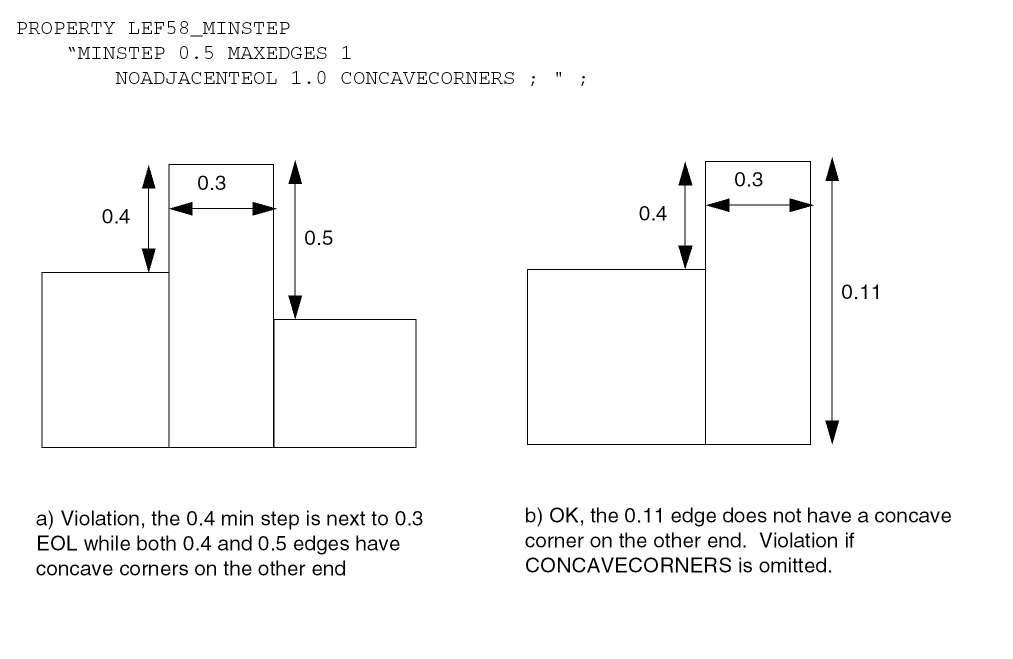 PROPERTY LEF58_MINSTEP
“MINSTEP 0.5 MAXEDGES 1
NOADJACENTEOL 1.0 CONCAVECORNERS ; " ;
0.3
0.4
0.5
0.3
0.4
0.11
a) Violation, the 0.4 min step is next to 0.3
EOL while both 0.4 and 0.5 edges have
concave corners on the other end
b) OK, the 0.11 edge does not have a concave
corner on the other end.  Violation if
CONCAVECORNERS is omitted.